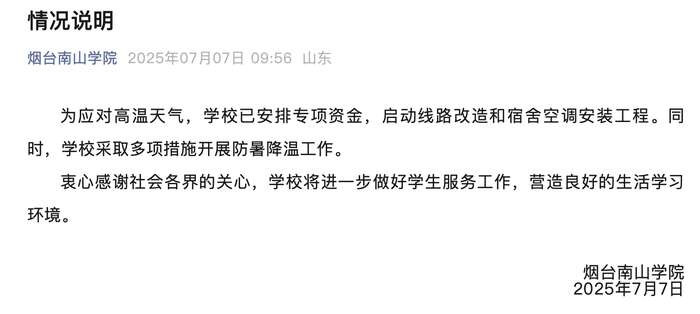 情况说明
烟台南山学院 2025年07月07日 09:56 山东
为应对高温天气，学校已安排专项资金，启动线路改造和宿舍空调安装工程。同
时，学校采取多项措施开展防暑降温工作。
衷心感谢社会各界的关心，学校将进一步做好学生服务工作，营造良好的生活学习
环境。
烟台南山学院
2025年7月7日